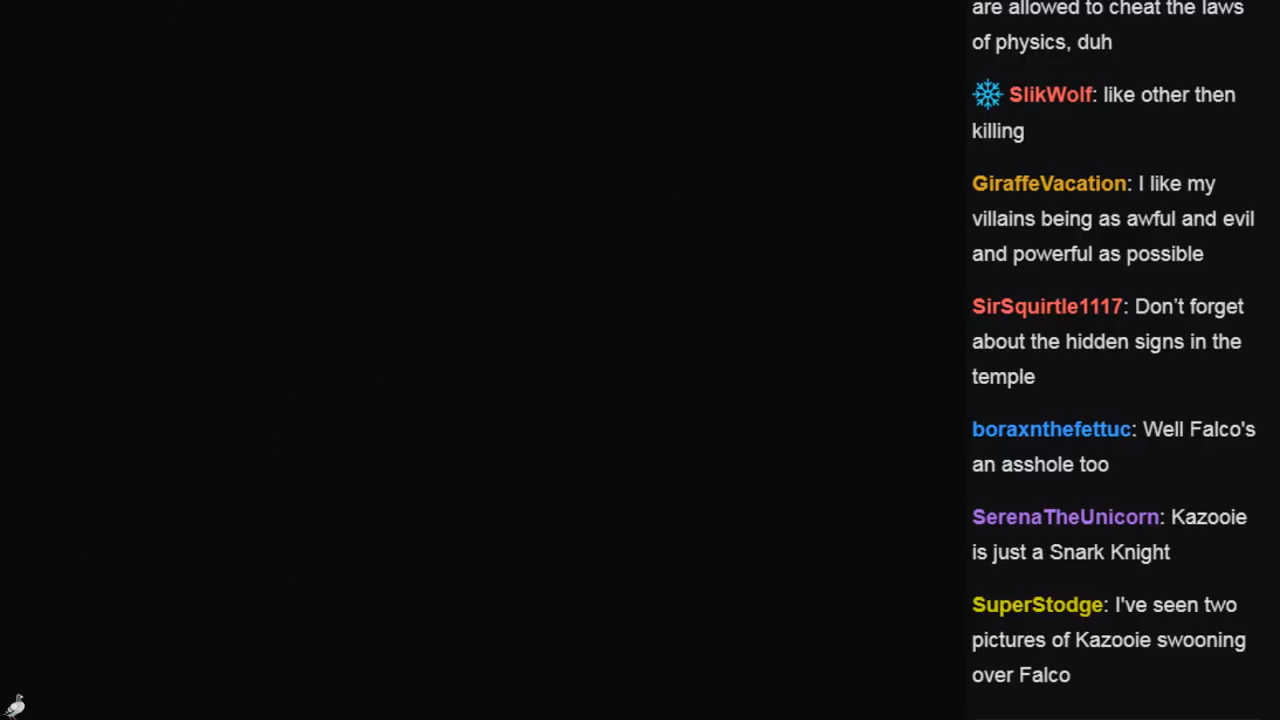 are allowed to cheat the laws
of physics, duh
SlikWolf: like other then
killing
GiraffeVacation: I like my
villains being as awful and evil
and powerful as possible
SirSquirtle1117: Don’t forget
about the hidden signs in the
temple
boraxnthefettuc: Well Falco's
an asshole too
SerenaTheUnicorn: Kazooie
is just a Snark Knight
SuperStodge: I've seen two
pictures of Kazooie swooning
over Falco